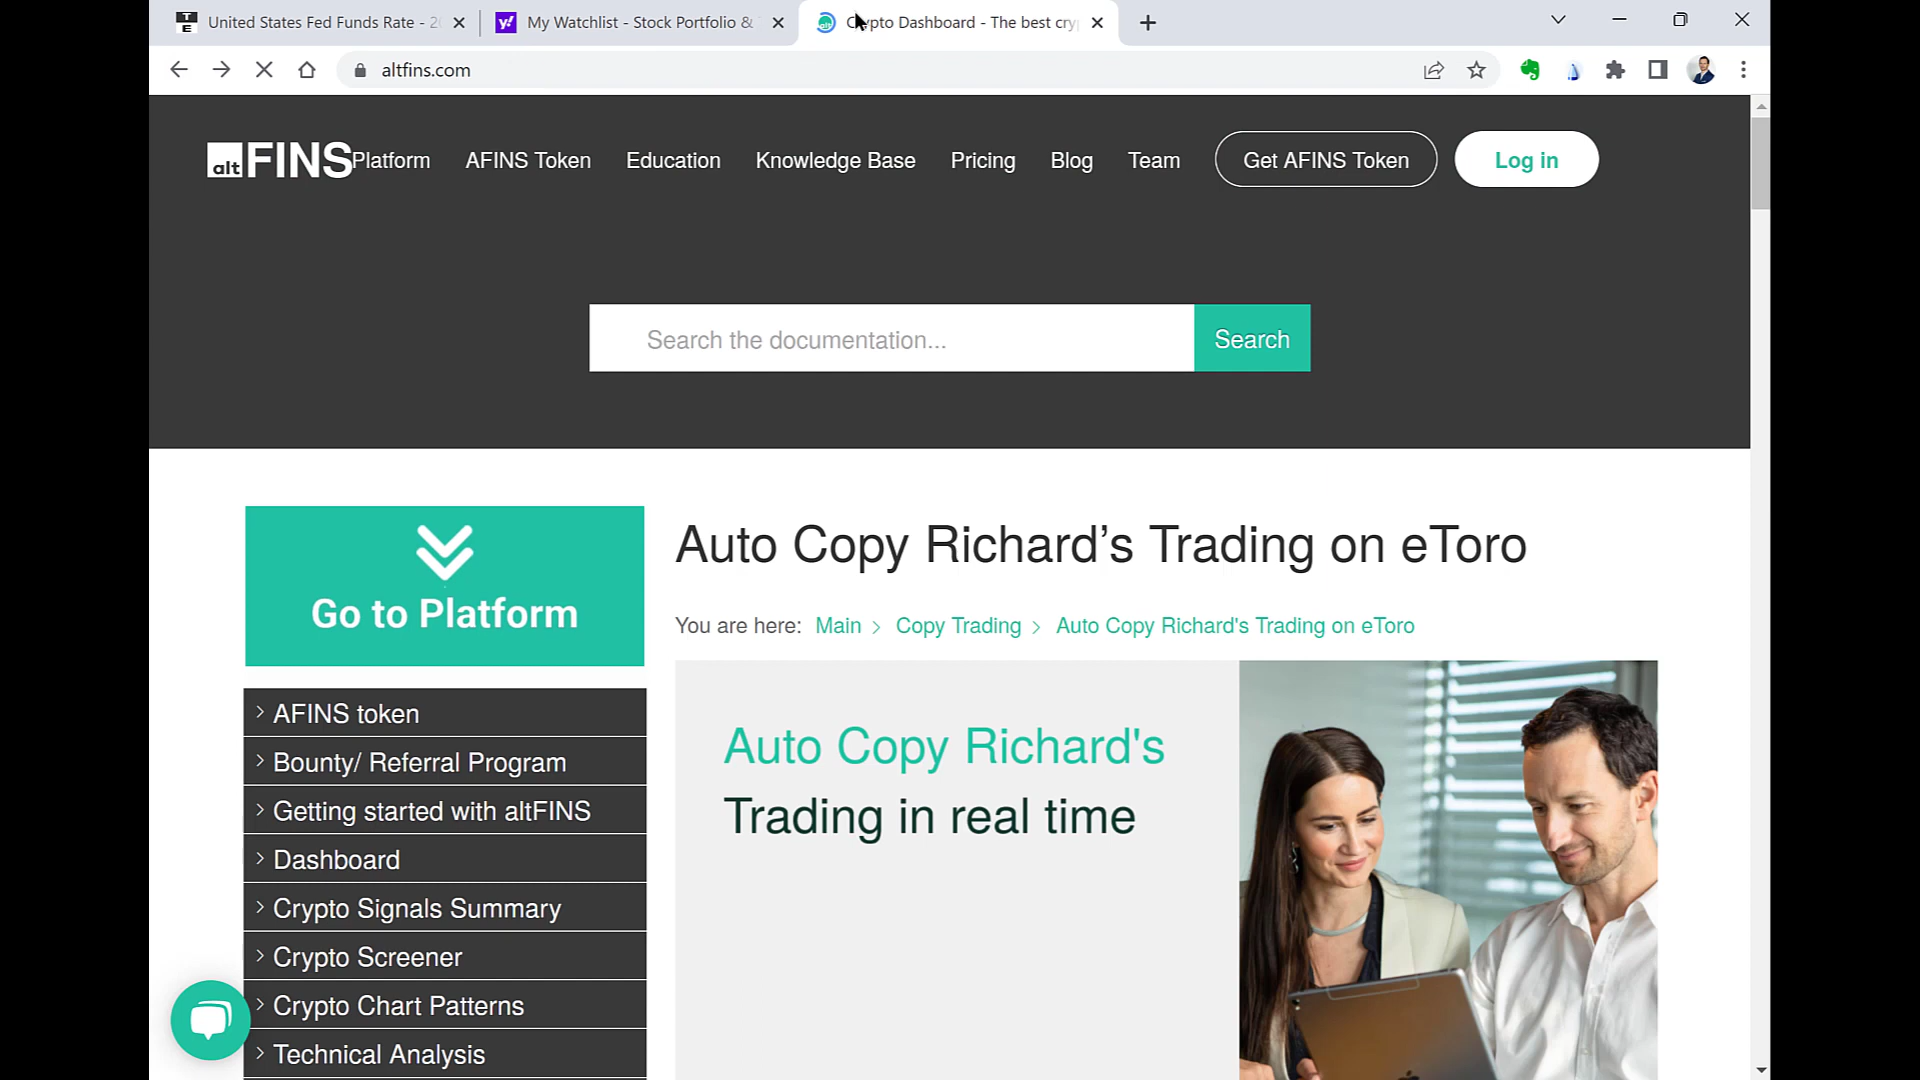 United States Fed Funds Rate - 20
My Watchlist - Stock Portfolio &
Crypto Dashboard - The best cryp
altfins.com
alt FINS
Platform
AFINS Token
Education
Knowledge Base
Pricing
Blog
Team
Get AFINS Token
Log in
Search the documentation...
Search
Go to Platform
AFINS token
Bounty/ Referral Program
Getting started with altFINS
Dashboard
Crypto Signals Summary
Crypto Screener
Crypto Chart Patterns
Technical Analysis
Auto Copy Richard’s Trading on eToro
You are here: Main > Copy Trading > Auto Copy Richard's Trading on eToro
Auto Copy Richard's
Trading in real time